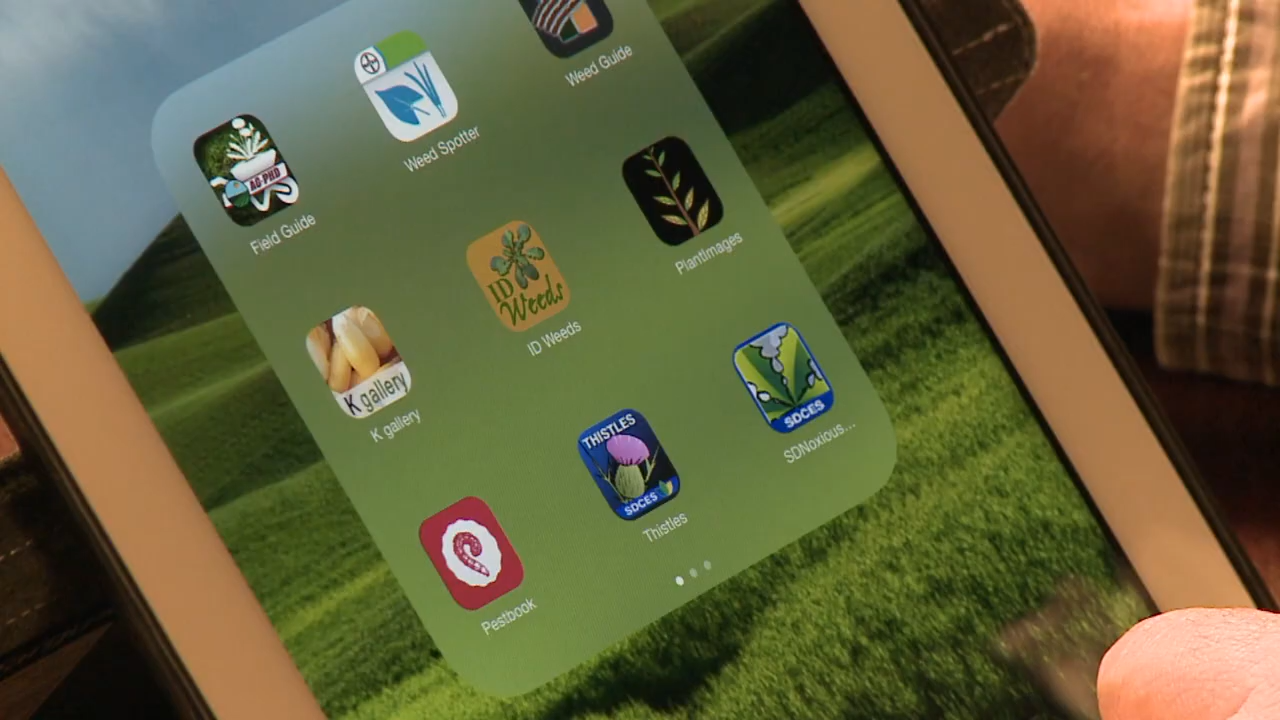 AG PHD
Field Guide
Weed Spotter
Weed Guide
K gallery
K gallery
ID
Weeds
ID Weeds
PlantImages
Pestbook
THISTLES
SDCES
Thistles
SDCES
SDNoxious...